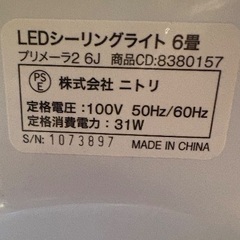 LEDシーリングライト 6畳
プリメーラ2 6J 商品CD:8380157
PS
E 株式会社 ニトリ
定格電圧:100V 50Hz/60Hz
定格消費電力:31W
S/N: 1073897 MADE IN CHINA